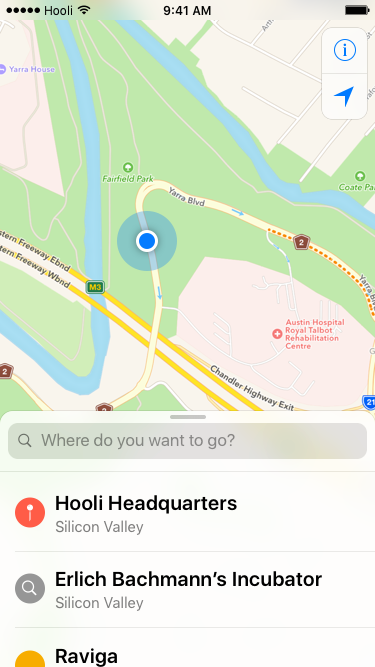 Hooli
9:41 AM
Yarra House
Fairfield Park
Yarra Blvd
Coate Pa
2
stern Freeway Ebnd
stern Freeway Wbnd
M3
Yarra B
Austin Hospital
Royal Talbot
Rehabilitation
Centre
Chandler Highway Exit
2
2
21
Where do you want to go?
Hooli Headquarters
Silicon Valley
Erlich Bachmann’s Incubator
Silicon Valley
Raviga